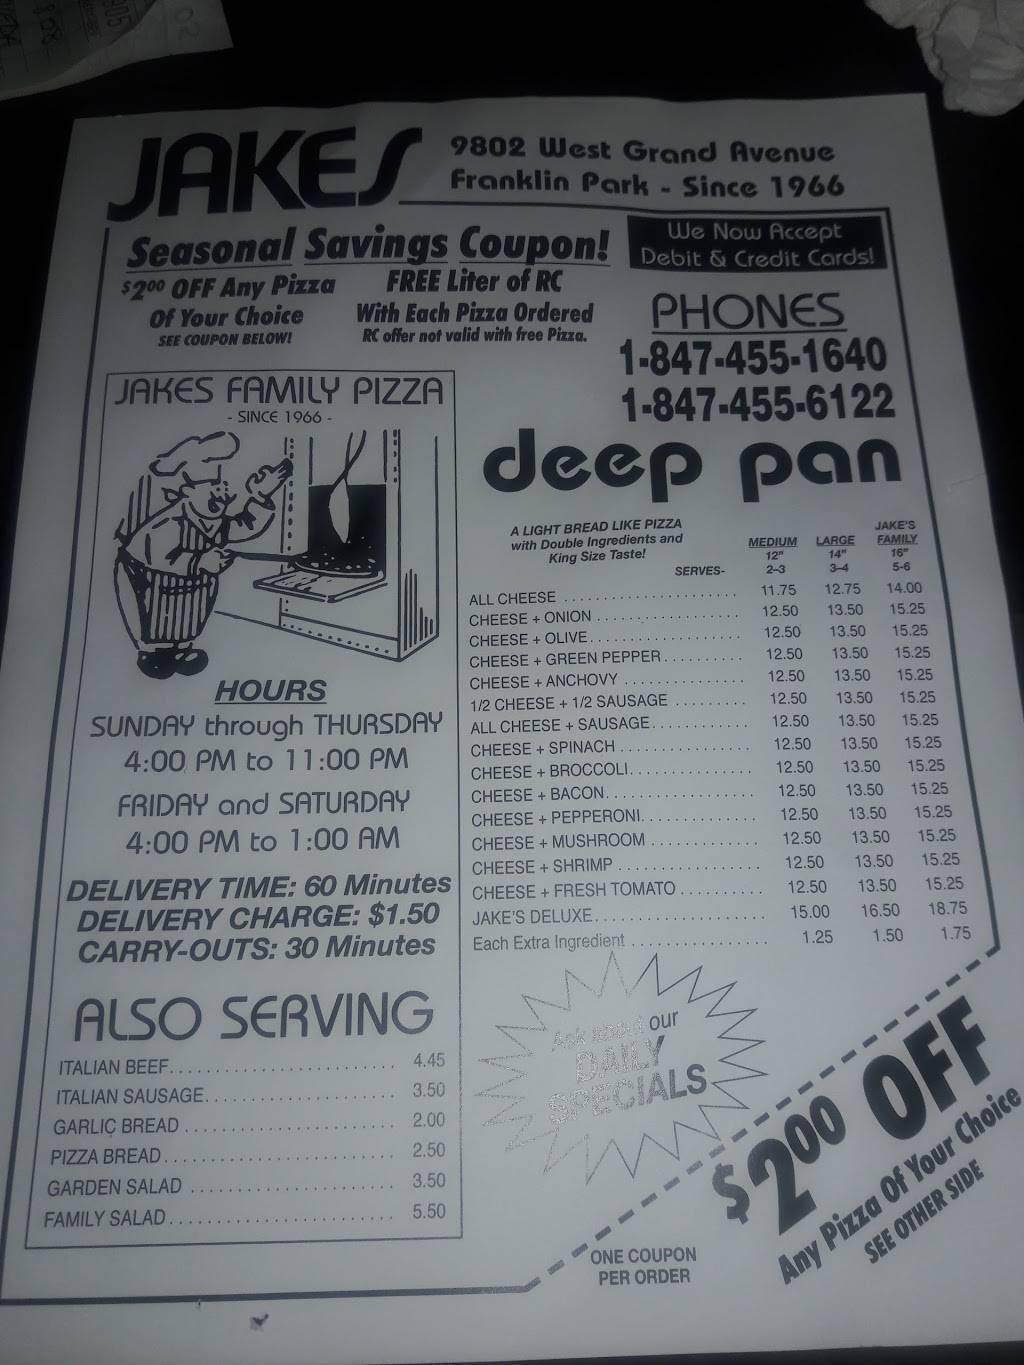 JAKES
9802 West Grand Avenue
Franklin Park - Since 1966
Seasonal Savings Coupon!
$2.00 OFF Any Pizza
Of Your Choice
SEE COUPON BELOW!
FREE Liter of RC
With Each Pizza Ordered
RC offer not valid with free Pizza.
We Now Accept
Debit & Credit Cards!
PHONES
1-847-455-1640
1-847-455-6122
JAKES FAMILY PIZZA
- SINCE 1966 -
HOURS
SUNDAY through THURSDAY
4:00 PM to 11:00 PM
FRIDAY and SATURDAY
4:00 PM to 1:00 AM
DELIVERY TIME: 60 Minutes
DELIVERY CHARGE: $1.50
CARRY-OUTS: 30 Minutes
ALSO SERVING
ITALIAN BEEF 4.45
ITALIAN SAUSAGE 3.50
GARLIC BREAD 2.00
PIZZA BREAD 2.50
GARDEN SALAD 3.50
FAMILY SALAD 5.50
deep pan
A LIGHT BREAD LIKE PIZZA
with Double Ingredients and
King Size Taste!
SERVES-
MEDIUM 12" 2-3
LARGE 14" 3-4
JAKE'S FAMILY 16" 5-6
ALL CHEESE 11.75 12.75 14.00
CHEESE + ONION 12.50 13.50 15.25
CHEESE + OLIVE 12.50 13.50 15.25
CHEESE + GREEN PEPPER 12.50 13.50 15.25
CHEESE + ANCHOVY 12.50 13.50 15.25
1/2 CHEESE + 1/2 SAUSAGE 12.50 13.50 15.25
ALL CHEESE + SAUSAGE 12.50 13.50 15.25
CHEESE + SPINACH 12.50 13.50 15.25
CHEESE + BROCCOLI 12.50 13.50 15.25
CHEESE + BACON 12.50 13.50 15.25
CHEESE + PEPPERONI 12.50 13.50 15.25
CHEESE + MUSHROOM 12.50 13.50 15.25
CHEESE + SHRIMP 12.50 13.50 15.25
CHEESE + FRESH TOMATO 12.50 13.50 15.25
JAKE'S DELUXE 15.00 16.50 18.75
Each Extra Ingredient 1.25 1.50 1.75
Ask about our
DAILY
SPECIALS
$2.00 OFF
Any Pizza Of Your Choice
SEE OTHER SIDE
ONE COUPON
PER ORDER